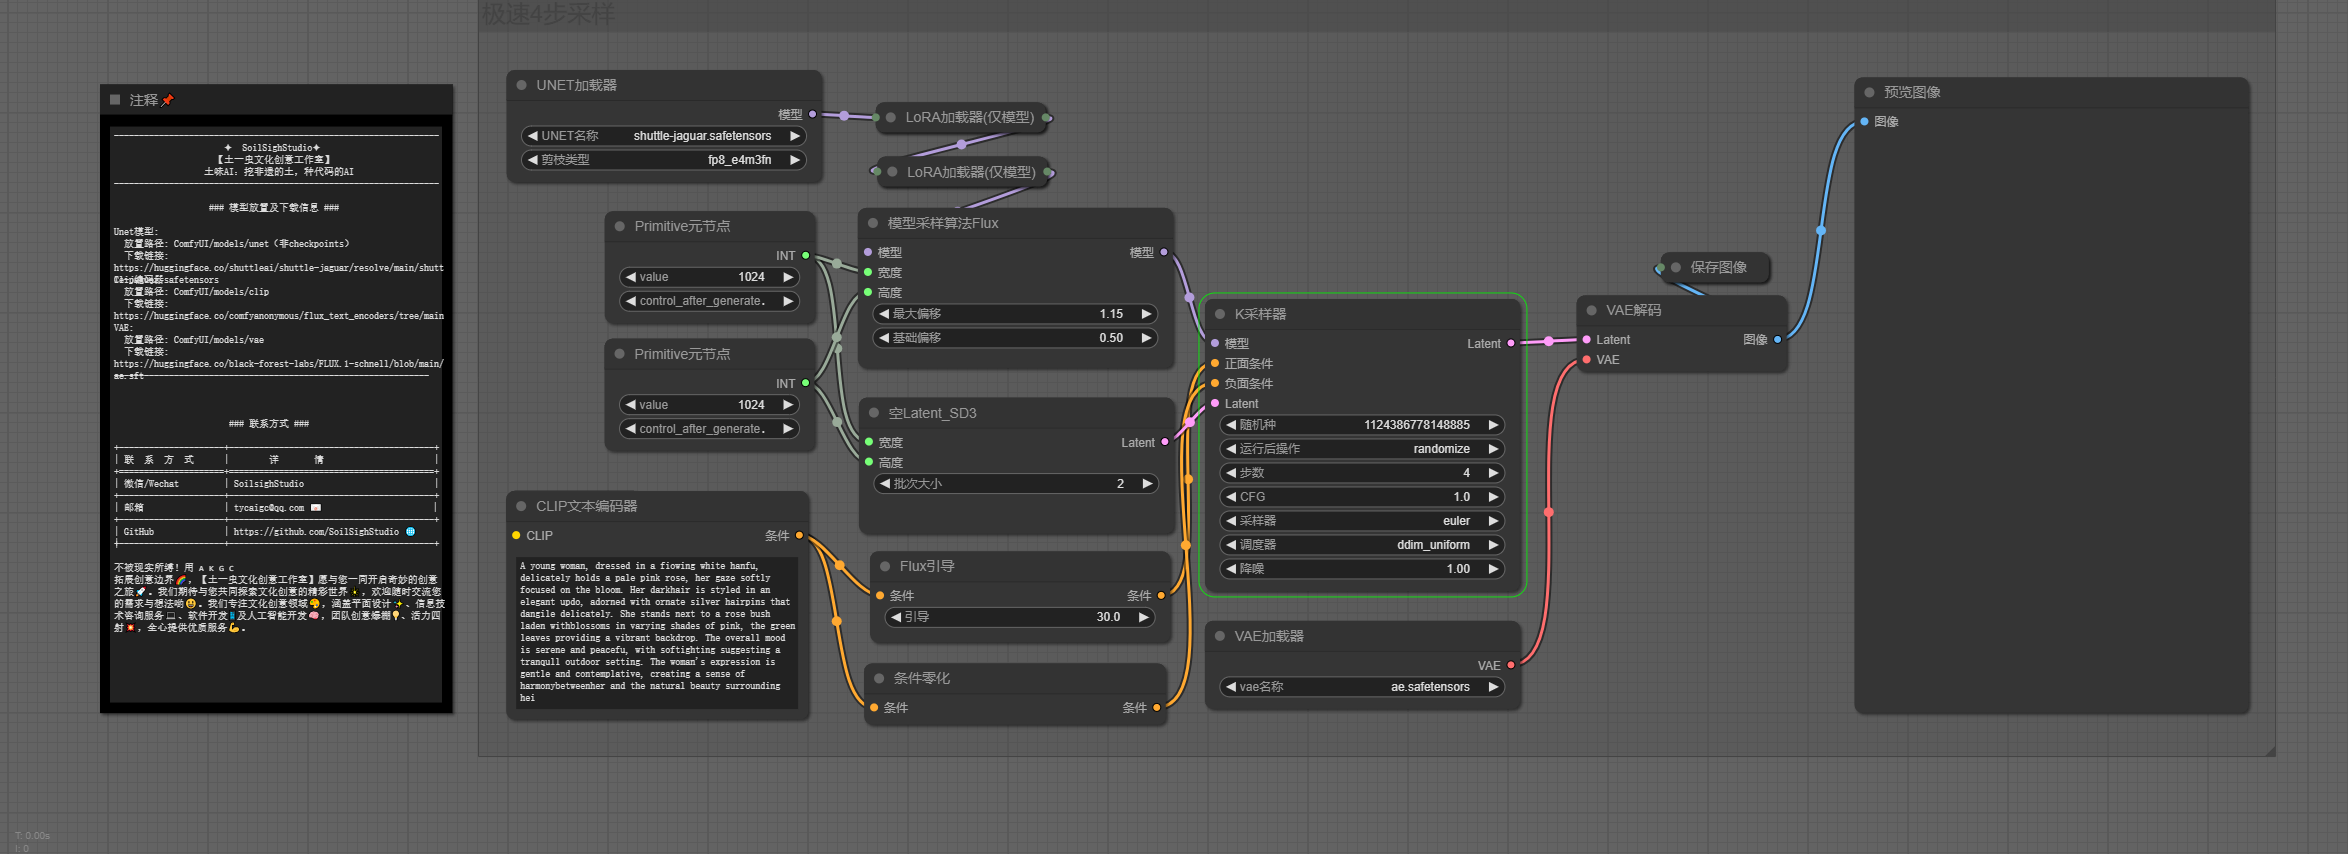 极速4步采样
注释📌
✦ SoilSighStudio✦
【土一虫文化创意工作室】
土味AI: 挖非遗的土, 种代码的AI
### 模型放置及下载信息 ###
Unet模型:
放置路径: ComfyUI/models/unet (非checkpoints)
下载链接:
https://huggingface.co/shuttleai/shuttle-jaguar/resolve/main/shutt
放置路径: ComfyUI/models/clip
下载链接:
https://huggingface.co/comfyanonymous/flux_text_encoders/tree/main
VAE:
放置路径: ComfyUI/models/vae
下载链接:
https://huggingface.co/black-forest-labs/FLUX.1-schnell/blob/main/
ae.sft
### 联系方式 ###
| 联 系 方 式 | 详 情 |
| 微信/Wechat | SoilsighStudio |
| 邮箱 | tycaigc@qq.com 📧 |
| GitHub | https://github.com/SoilSighStudio 🌐
不被现实所缚! 用 A K G C
拓展创意边界🌈, 【土一虫文化创意工作室】愿与您一同开启奇妙的创意
之旅🚀. 我们期待与您共同探索文化创意的精彩世界✨, 欢迎随时交流您
的需求与想法哟😃. 我们专注文化创意领域🎨, 涵盖平面设计✨、信息技
术咨询服务💻、软件开发📱及人工智能开发🧠, 团队创意爆棚💡、活力四
射💥, 全心提供优质服务💪.
UNET加载器
模型
UNET名称 shuttle-jaguar.safetensors
剪枝类型 fp8_e4m3fn
LoRA加载器(仅模型)
LoRA加载器(仅模型)
Primitive元节点
INT
value 1024
control_after_generate.
Primitive元节点
INT
value 1024
control_after_generate.
模型采样算法Flux
模型 模型
宽度
高度
最大偏移 1.15
基础偏移 0.50
空Latent_SD3
宽度 Latent
高度
批次大小 2
CLIP文本编码器
CLIP 条件
A young woman, dressed in a fiowing white hanfu,
delicately holds a pale pink rose, her gaze softly
focused on the bloom. Her darkhair is styled in an
elegant updo, adorned with ornate silver hairpins that
dangile delicately. She stands next to a rose bush
laden withblossoms in varying shades of pink, the green
leaves providing a vibrant backdrop. The overall mood
is serene and peacefu, with softighting suggesting a
tranqull outdoor setting. The woman's expression is
gentle and contemplative, creating a sense of
harmonybetweenher and the natural beauty surrounding
hei
Flux引导
条件 条件
引导 30.0
条件零化
条件 条件
K采样器
模型 Latent
正面条件
负面条件
Latent
随机种 1124386778148885
运行后操作 randomize
步数 4
CFG 1.0
采样器 euler
调度器 ddim_uniform
降噪 1.00
VAE加载器
VAE
vae名称 ae.safetensors
VAE解码
Latent 图像
VAE
保存图像
预览图像
图像
T: 0.00s
I: 0